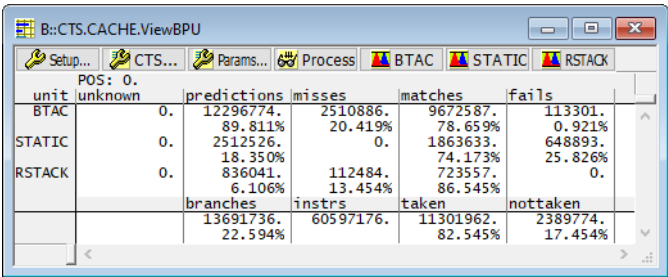 B::CTS.CACHE.ViewBPU
Setup... CTS... Params... Process BTAC STATIC RSTACK
POS: 0.
unit unknown predictions misses matches fails
BTAC 0. 12296774. 2510886. 9672587. 113301.
89.811% 20.419% 78.659% 0.921%
STATIC 0. 2512526. 0. 1863633. 648893.
18.350% 74.173% 25.826%
RSTACK 0. 836041. 112484. 723557. 0.
6.106% 13.454% 86.545%
branches instrs taken nottaken
13691736. 60597176. 11301962. 2389774.
22.594% 82.545% 17.454%